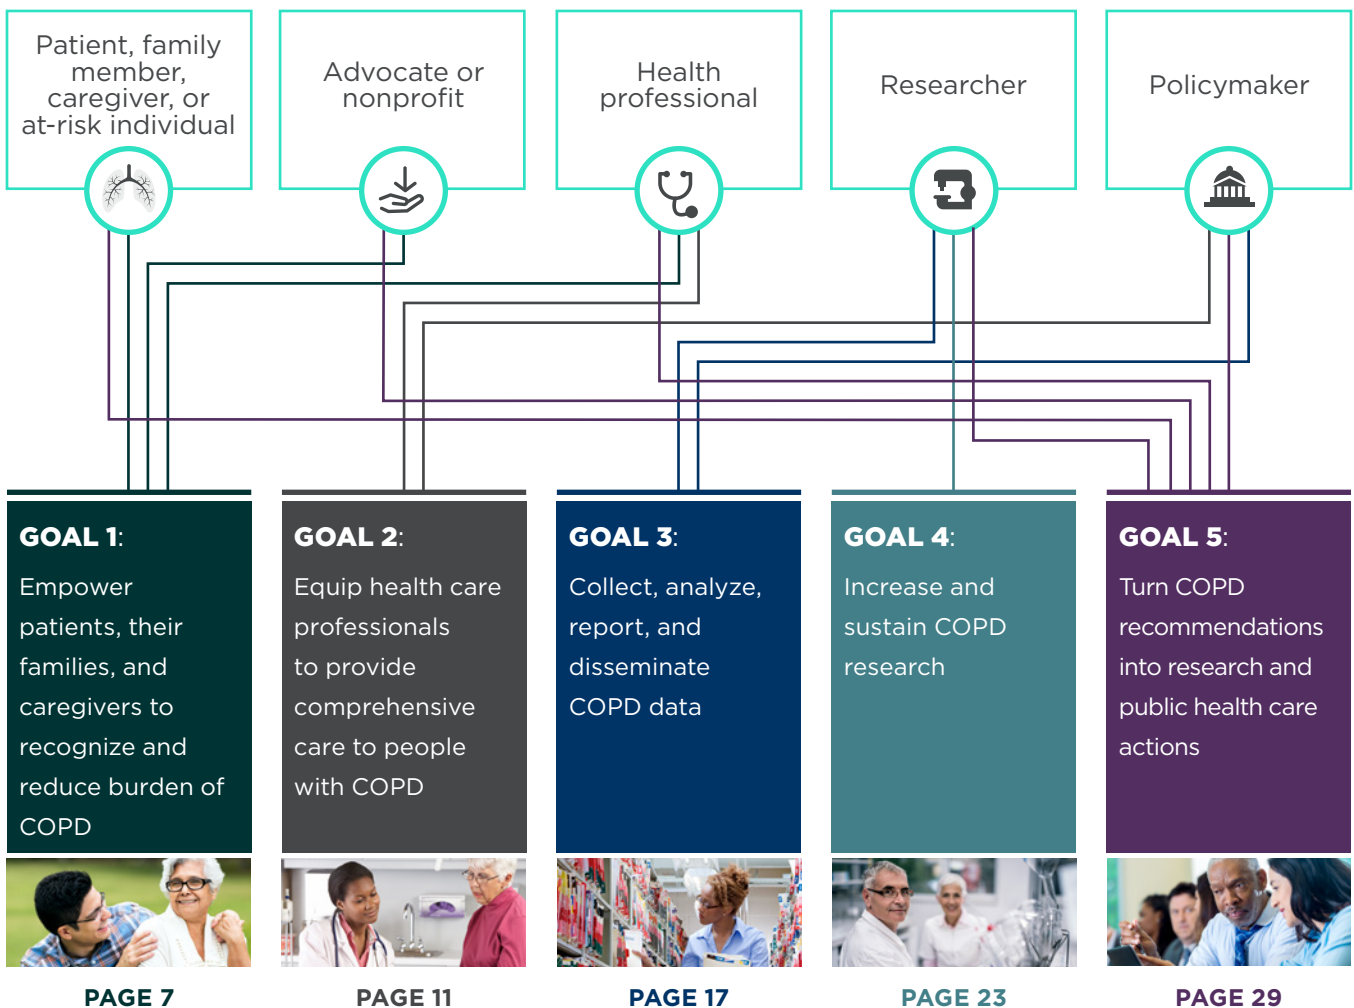 Patient, family
member,
caregiver, or
at-risk individual
Advocate or
nonprofit
Health
professional
Researcher
Policymaker
GOAL 1:
Empower
patients, their
families, and
caregivers to
recognize and
reduce burden of
COPD
GOAL 2:
Equip health care
professionals
to provide
comprehensive
care to people
with COPD
GOAL 3:
Collect, analyze,
report, and
disseminate
COPD data
GOAL 4:
Increase and
sustain COPD
research
GOAL 5:
Turn COPD
recommendations
into research and
public health care
actions
PAGE 7
PAGE 11
PAGE 17
PAGE 23
PAGE 29